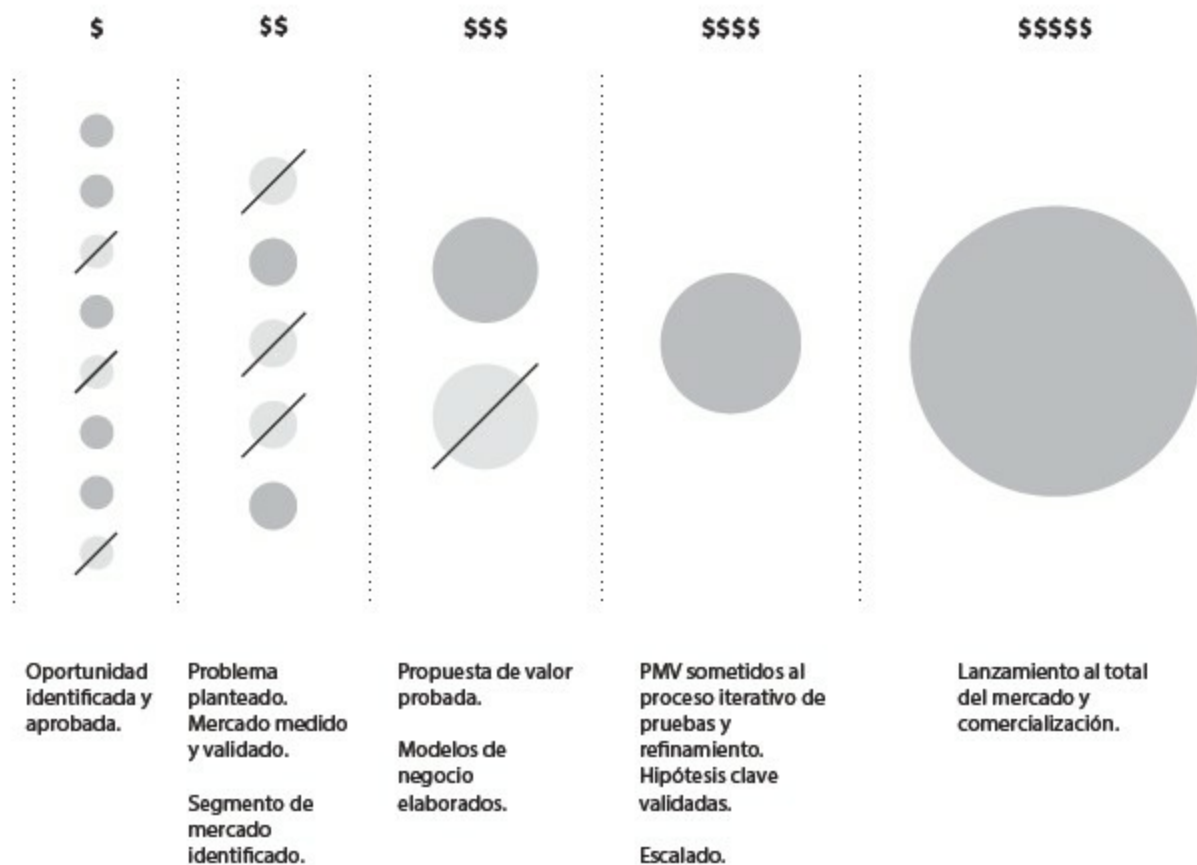 $
$$
$$$
$$$$
$$$$$
Oportunidad
identificada y
aprobada.
Problema
planteado.
Mercado medido
y validado.
Segmento de
mercado
identificado.
Propuesta de valor
probada.
Modelos de
negocio
elaborados.
PMV sometidos al
proceso iterativo de
pruebas y
refinamiento.
Hipótesis clave
validadas.
Escalado.
Lanzamiento al total
del mercado y
comercialización.